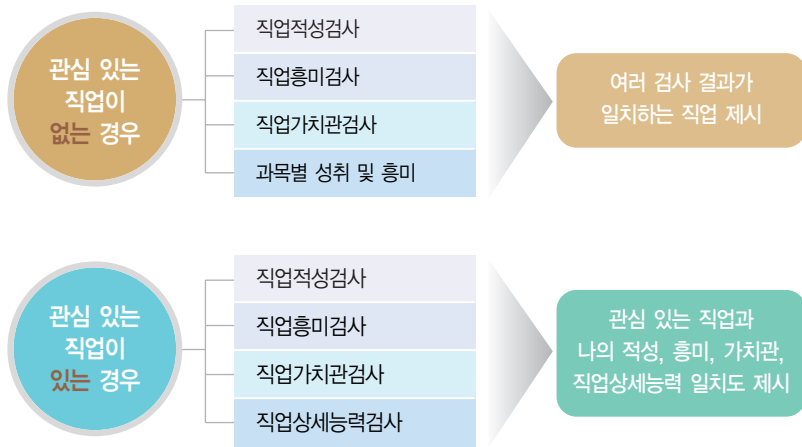 관심 있는
직업이
없는 경우
직업적성검사
직업흥미검사
직업가치관검사
과목별 성취 및 흥미
여러 검사 결과가
일치하는 직업 제시
관심 있는
직업이
있는 경우
직업적성검사
직업흥미검사
직업가치관검사
직업상세능력검사
관심 있는 직업과
나의 적성, 흥미, 가치관,
직업상세능력 일치도 제시